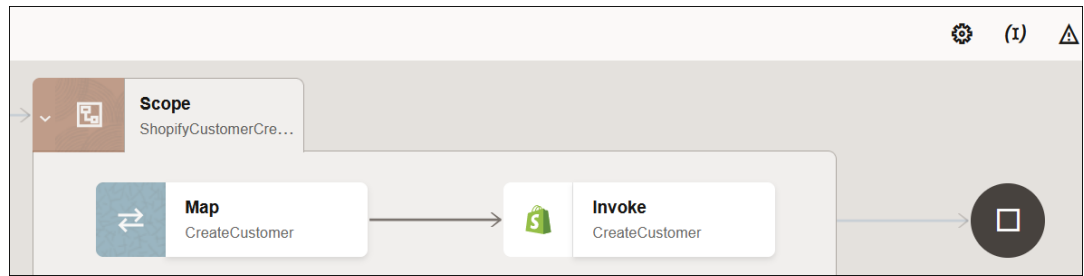 (I)
Scope
ShopifyCustomerCre...
Map
CreateCustomer
Invoke
CreateCustomer